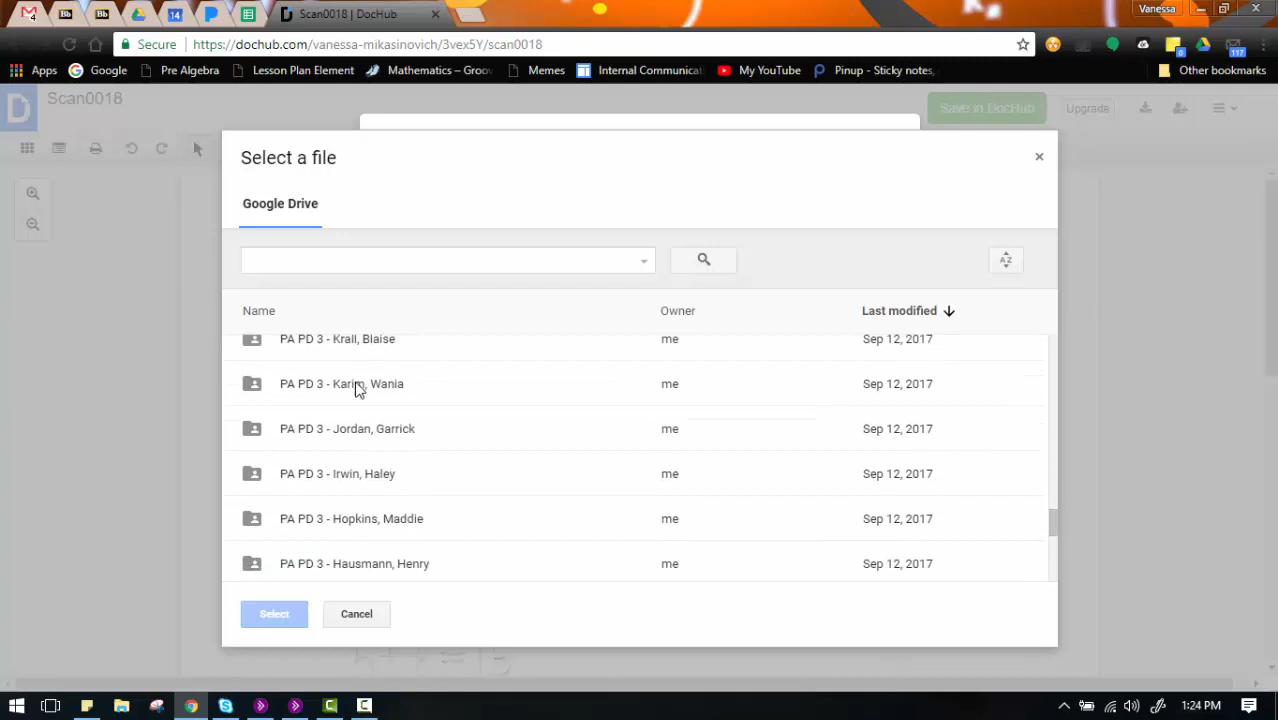 Vanessa
Scan0018 | DocHub
Secure https://dochub.com/vanessa-mikasinovich/3vex5Y/scan0018
Apps Google Pre Algebra Lesson Plan Element Mathematics – Groov Memes Internal Communicat My YouTube Pinup - Sticky notes, Other bookmarks
Scan0018 Save in DocHub Upgrade
Select a file
Google Drive
Name Owner Last modified
PA PD 3 - Krall, Blaise me Sep 12, 2017
PA PD 3 - Karim, Wania me Sep 12, 2017
PA PD 3 - Jordan, Garrick me Sep 12, 2017
PA PD 3 - Irwin, Haley me Sep 12, 2017
PA PD 3 - Hopkins, Maddie me Sep 12, 2017
PA PD 3 - Hausmann, Henry me Sep 12, 2017
Select Cancel
1:24 PM